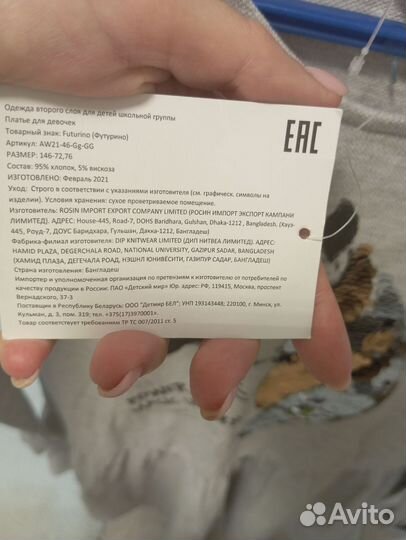 Одежда второго слоя для детей школьной группы
Платье для девочек
Товарный знак: Futurino (Футурино)
Артикул: AW21-46-Gg-GG
РАЗМЕР: 146-72,76
Состав: 95% хлопок, 5% вискоза
ИЗГОТОВЛЕНО: Февраль 2021
Уход: Строго в соответствии с указаниями изготовителя (см. графическ. символы на
изделии). Условия хранения: сухое проветриваемое помещение.
Изготовитель: ROSIN IMPORT EXPORT COMPANY LIMITED (РОСИН ИМПОРТ ЭКСПОРТ КАМПАНИ
ЛИМИТЕД). АДРЕС: House-445, Road-7, DOHS Baridhara, Gulshan, Dhaka-1212, Bangladesh, (Хауз-
445, Роуд-7, ДОУС Баридхара, Гульшан, Дакка-1212, Бангладеш)
Фабрика-филиал изготовителя: DIP KNITWEAR LIMITED (ДИП НИТВЕА ЛИМИТЕД). АДРЕС:
HAMID PLAZA, DEGERCHALA ROAD, NATIONAL UNIVERSITY, GAZIPUR SADAR, BANGLADESH
(ХАМИД ПЛАЗА, ДЕГЕЧАЛА РОАД, НЭШНЛ ЮНИВЕСИТИ, ГАЗИПУР САДАР, БАНГЛАДЕШ)
Страна изготовления: Бангладеш
Импортер и уполномоченная организация по претензиям к изготовителю от потребителей по
качеству продукции в России: ПАО «Детский мир» Юр. адрес: РФ, 119415, Москва, проспект
Вернадского, 37-3
Поставщик в Республику Беларусь: ООО "Детмир БЕЛ"; УНП 193143448; 220100, г. Минск, ул.
Кульман, д. 3, пом. 319; тел. +375(17)3970001+.
Товар соответствует требованиям ТР ТС 007/2011 ст. 5
EAC
Avito